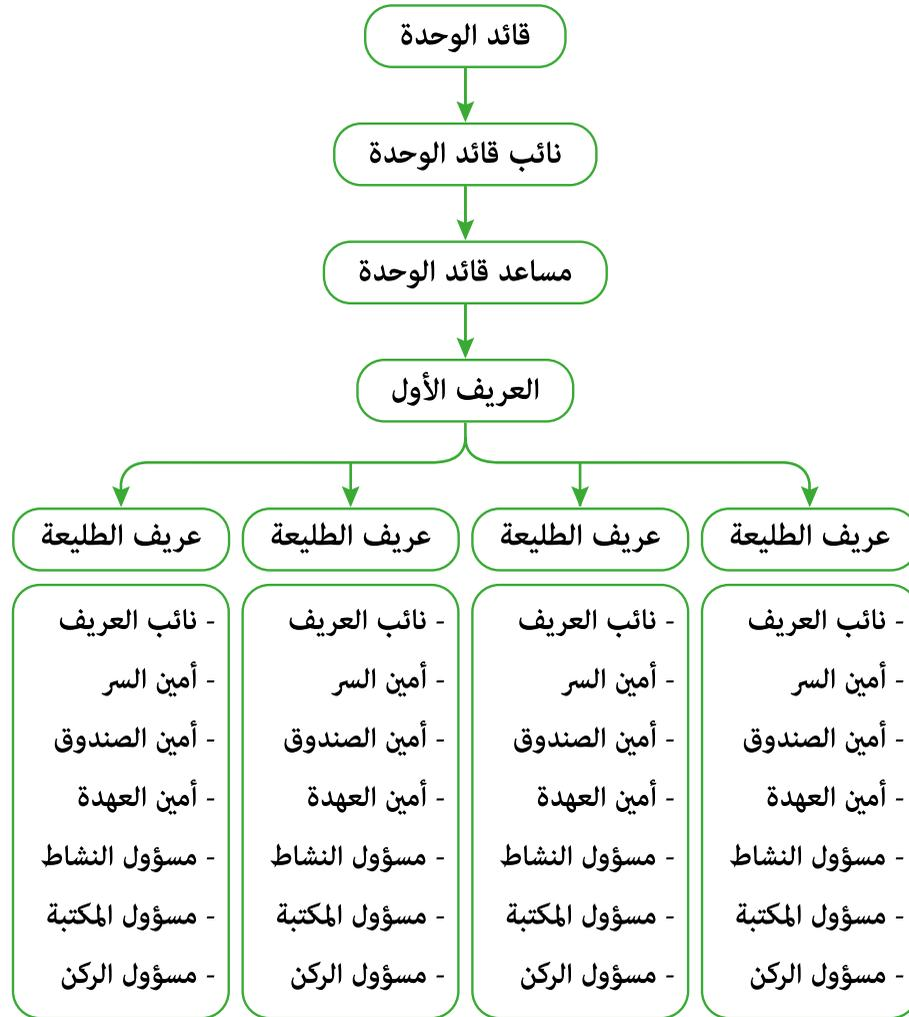 قائد الوحدة
نائب قائد الوحدة
مساعد قائد الوحدة
العريف الأول
عريف الطليعة
- نائب العريف
- أمين السر
- أمين الصندوق
- أمين العهدة
- مسؤول النشاط
- مسؤول المكتبة
- مسؤول الركن
عريف الطليعة
- نائب العريف
- أمين السر
- أمين الصندوق
- أمين العهدة
- مسؤول النشاط
- مسؤول المكتبة
- مسؤول الركن
عريف الطليعة
- نائب العريف
- أمين السر
- أمين الصندوق
- أمين العهدة
- مسؤول النشاط
- مسؤول المكتبة
- مسؤول الركن
عريف الطليعة
- نائب العريف
- أمين السر
- أمين الصندوق
- أمين العهدة
- مسؤول النشاط
- مسؤول المكتبة
- مسؤول الركن